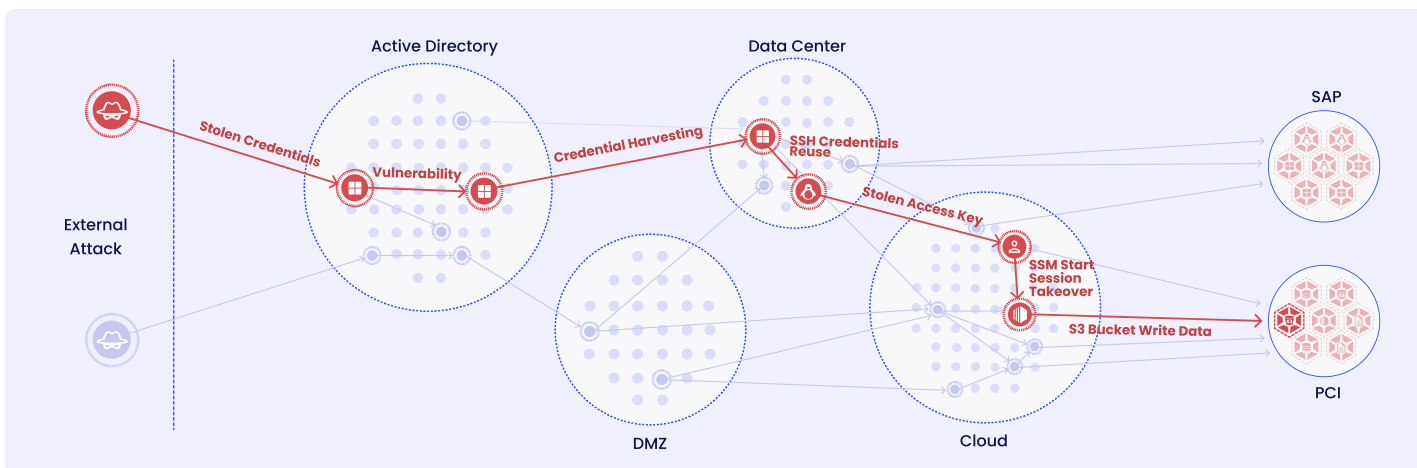 Active Directory
Data Center
SAP
Stolen Credentials
Vulnerability
Credential Harvesting
SSH Credentials
Reuse
Stolen Access Key
External
Attack
SSM Start
Session
Takeover
S3 Bucket Write Data
PCI
DMZ
Cloud